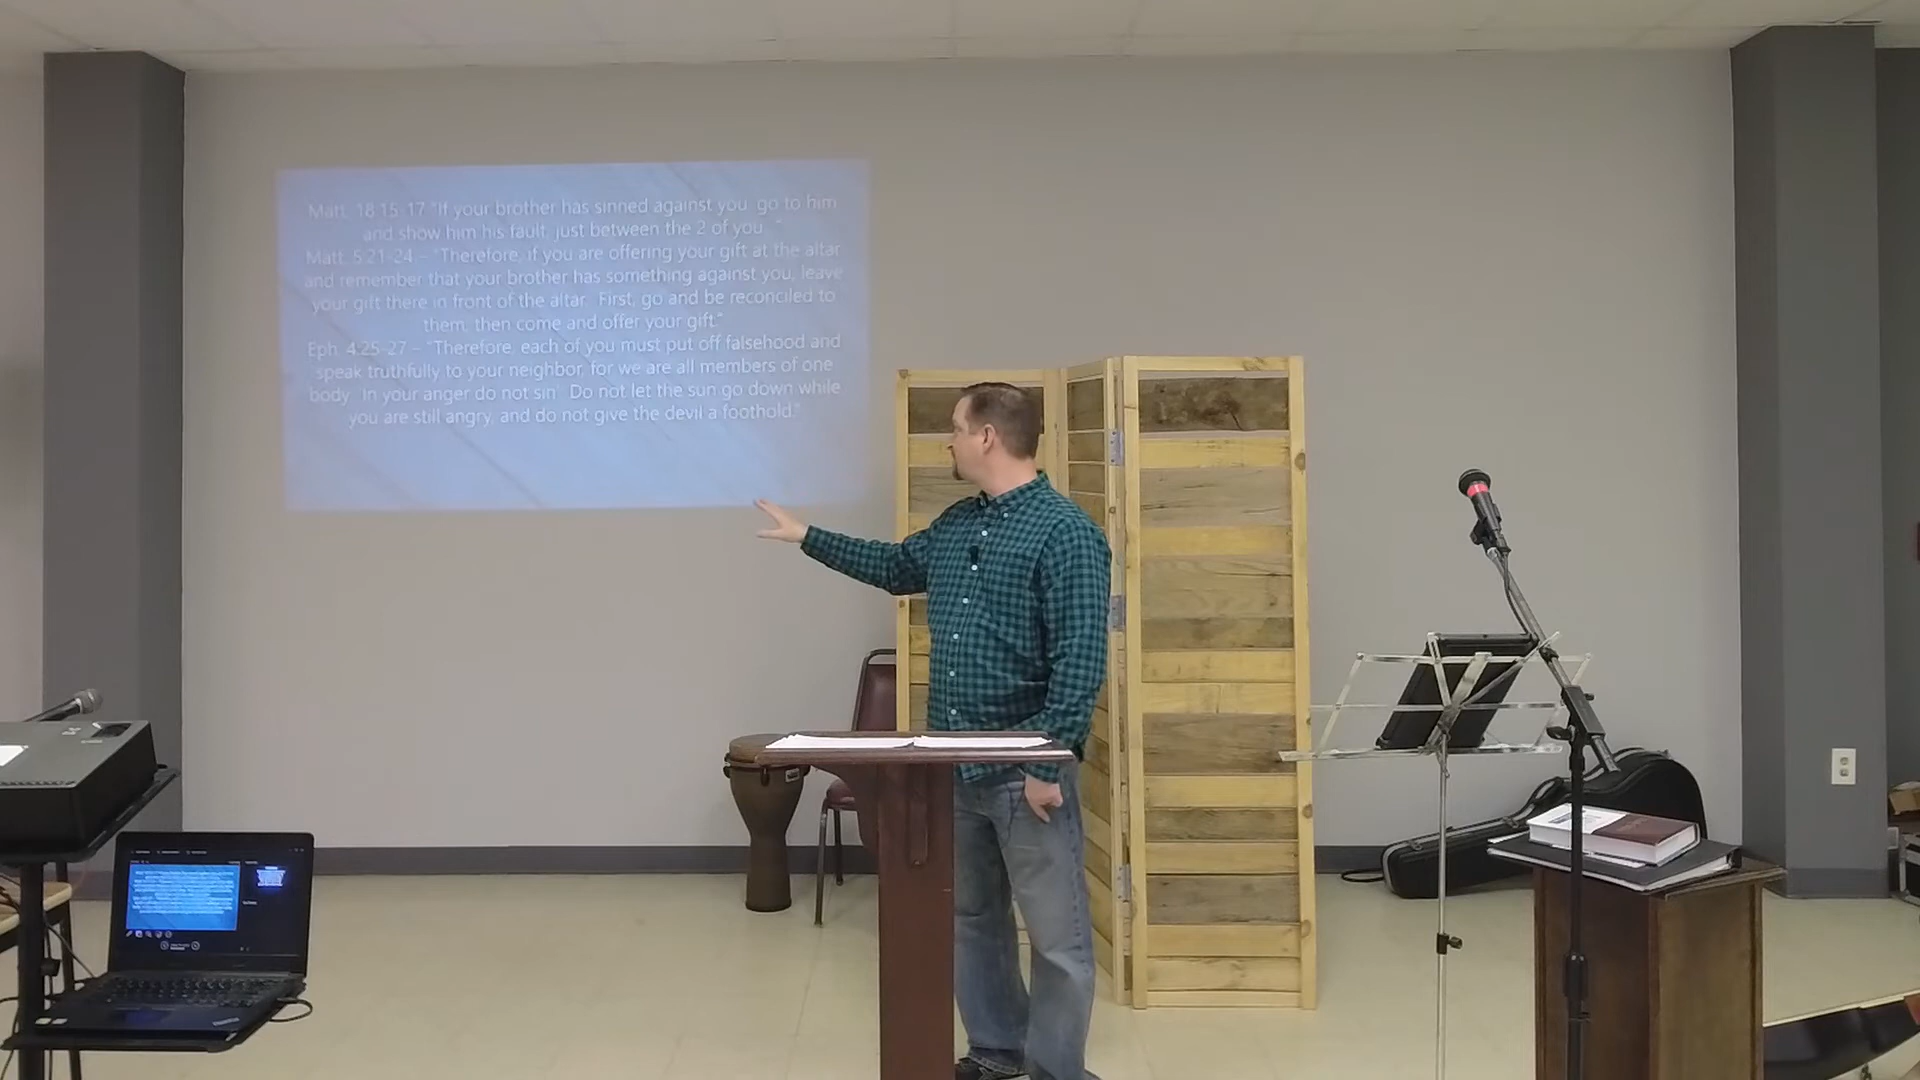 Matt. 18:15-17 "If your brother has sinned against you, go to him
and show him his fault, just between the 2 of you."
Matt. 5:21-24 – "Therefore, if you are offering your gift at the altar
and remember that your brother has something against you, leave
your gift there in front of the altar. First, go and be reconciled to
them, then come and offer your gift."
Eph. 4:25-27 – "Therefore, each of you must put off falsehood and
speak truthfully to your neighbor, for we are all members of one
body. In your anger do not sin. Do not let the sun go down while
you are still angry, and do not give the devil a foothold."